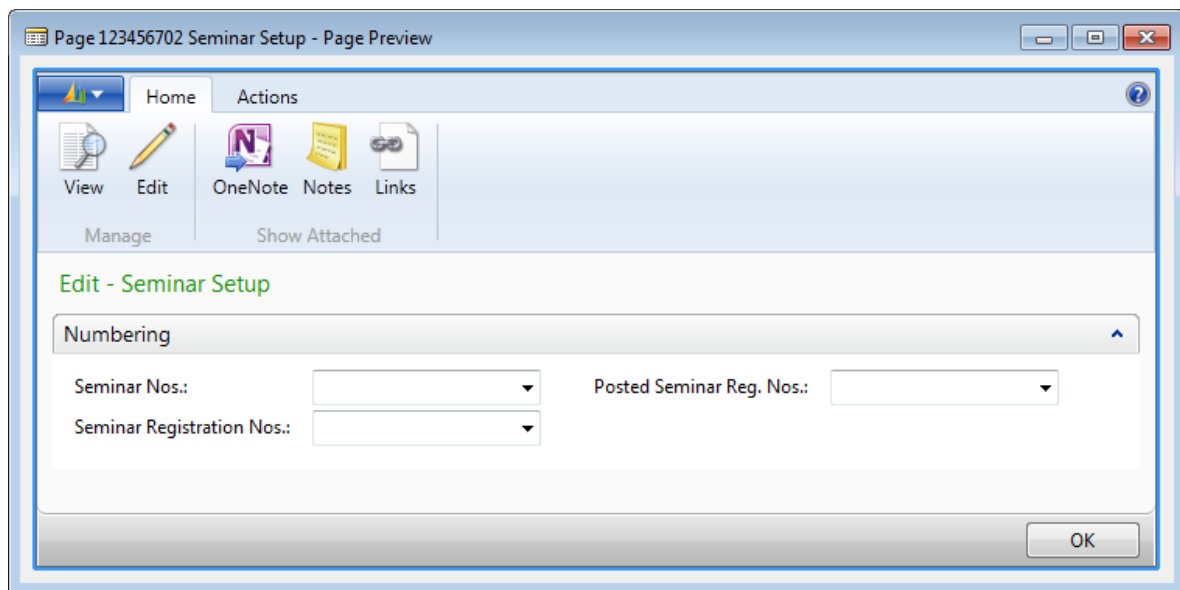 Page 123456702 Seminar Setup - Page Preview
Home Actions
View Edit OneNote Notes Links
Manage Show Attached
Edit - Seminar Setup
Numbering
Seminar Nos.: Posted Seminar Reg. Nos.:
Seminar Registration Nos.:
OK